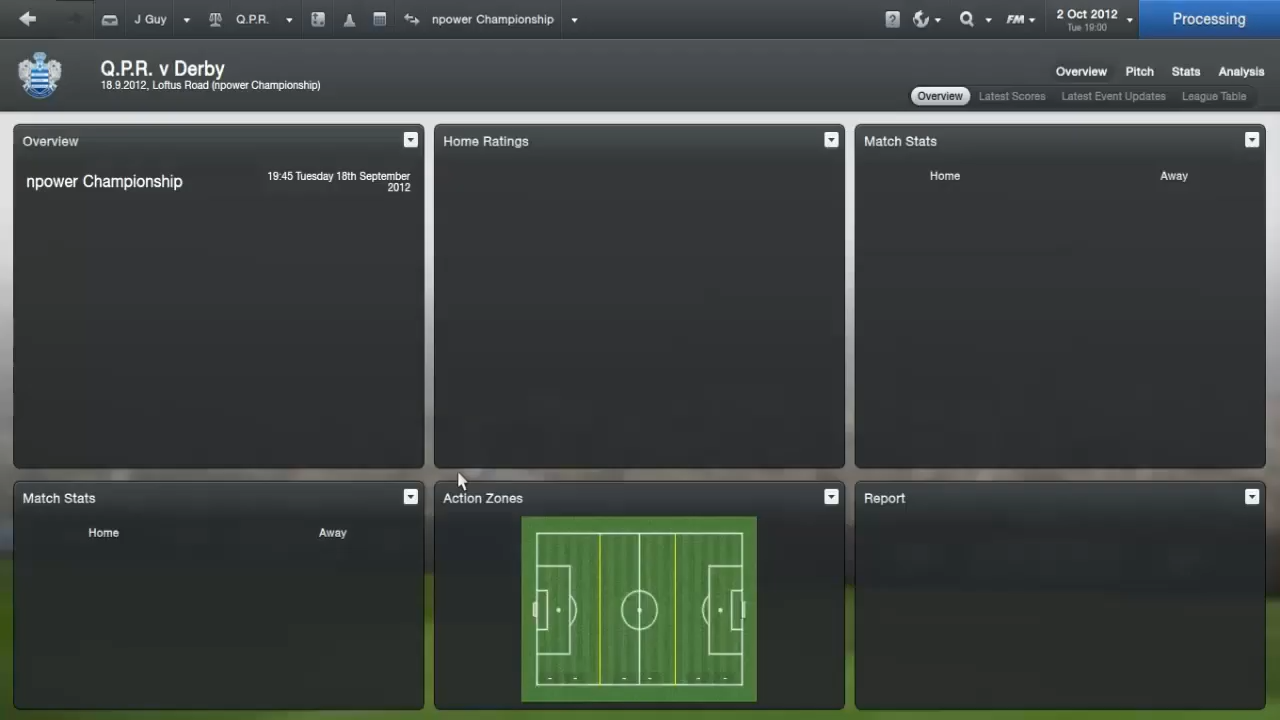 J Guy
Q.P.R.
npower Championship
FM
2 Oct 2012
Tue 19:00
Processing
Q.P.R. v Derby
18.9.2012, Loftus Road (npower Championship)
Overview
Pitch
Stats
Analysis
Overview
Latest Scores
Latest Event Updates
League Table
Overview
npower Championship
19:45 Tuesday 18th September
2012
Home Ratings
Match Stats
Home
Away
Match Stats
Home
Away
Action Zones
Report